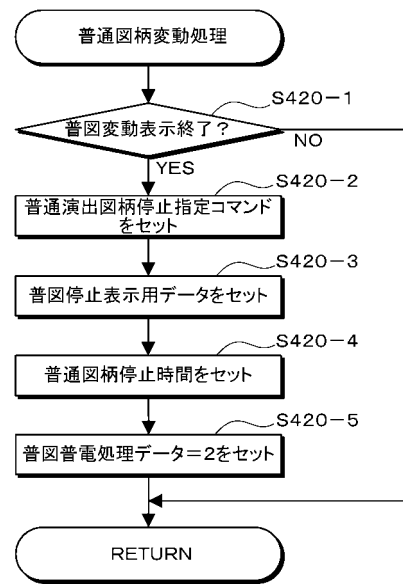 普通図柄変動処理
S420-1
普図変動表示終了？
NO
YES
S420-2
普通演出図柄停止指定コマンド
をセット
S420-3
普図停止表示用データをセット
S420-4
普通図柄停止時間をセット
S420-5
普図普電処理データ=2をセット
RETURN